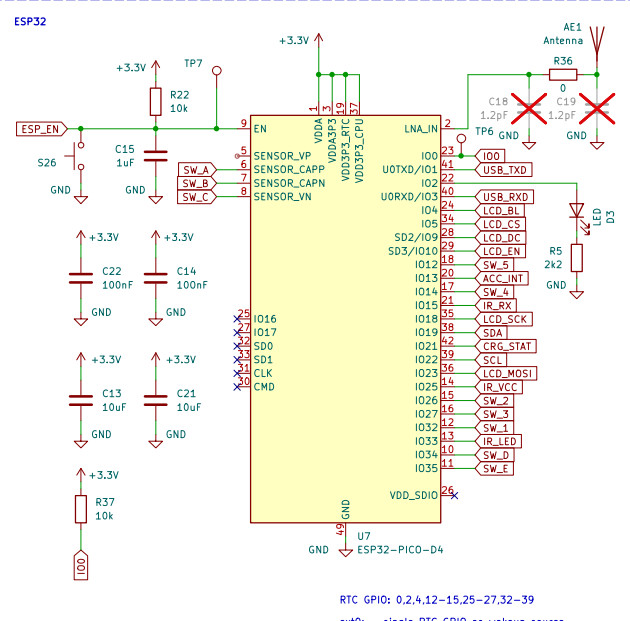 ESP32
AE1
Antenna
+3.3V
+3.3V
TP7
R36
0
R22
10k
C18
1.2pF
C19
1.2pF
GND
GND
TP6
ESP_EN
S26
C15
1uF
GND
GND
1
3
19
37
VDDA
VDDA3P3
VDD3P3_RTC
VDD3P3_CPU
9
EN
LNA_IN
2
IO0
23
IO0
5
SENSOR_VP
U0TXD/IO1
41
USB_TXD
SW_A
6
SENSOR_CAPP
IO2
22
SW_B
7
SENSOR_CAPN
U0RXD/IO3
40
USB_RXD
SW_C
8
SENSOR_VN
IO4
24
LCD_BL
IO5
34
LCD_CS
SD2/IO9
28
LCD_DC
SD3/IO10
29
LCD_EN
IO12
18
SW_5
IO13
20
ACC_INT
IO14
17
SW_4
IO15
21
IR_RX
25
IO16
IO18
35
LCD_SCK
27
IO17
IO19
38
SDA
32
SD0
IO21
42
CRG_STAT
33
SD1
IO22
39
SCL
31
CLK
IO23
36
LCD_MOSI
30
CMD
IO25
14
IR_VCC
IO26
15
SW_2
IO27
16
SW_3
IO32
12
SW_1
IO33
13
IR_LED
IO34
10
SW_D
IO35
11
SW_E
VDD_SDIO
26
GND
49
GND
U7
ESP32-PICO-D4
LED
D3
R5
2k2
GND
+3.3V
+3.3V
C22
100nF
C14
100nF
GND
GND
+3.3V
+3.3V
C13
10uF
C21
10uF
GND
GND
+3.3V
R37
10k
IO0
RTC GPIO: 0,2,4,12-15,25-27,32-39